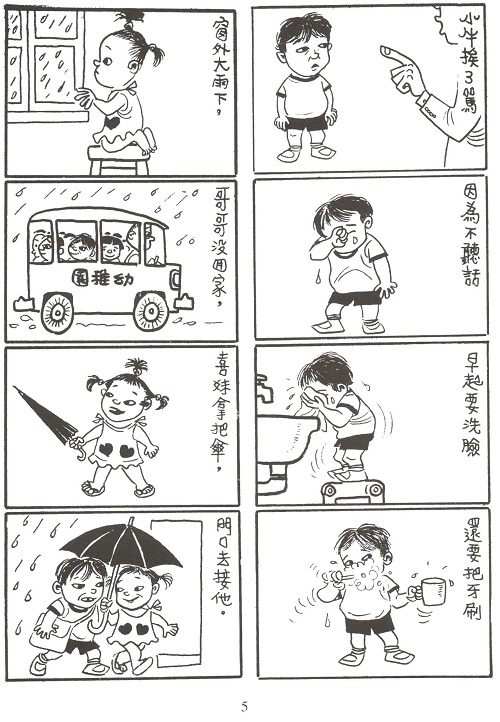 小牛挨了罵
因為不聽話
早起要洗臉
還要把牙刷
窗外大雨下，
哥哥没回家，
園稚幼
喜妹拿把傘，
門口去接他。
5